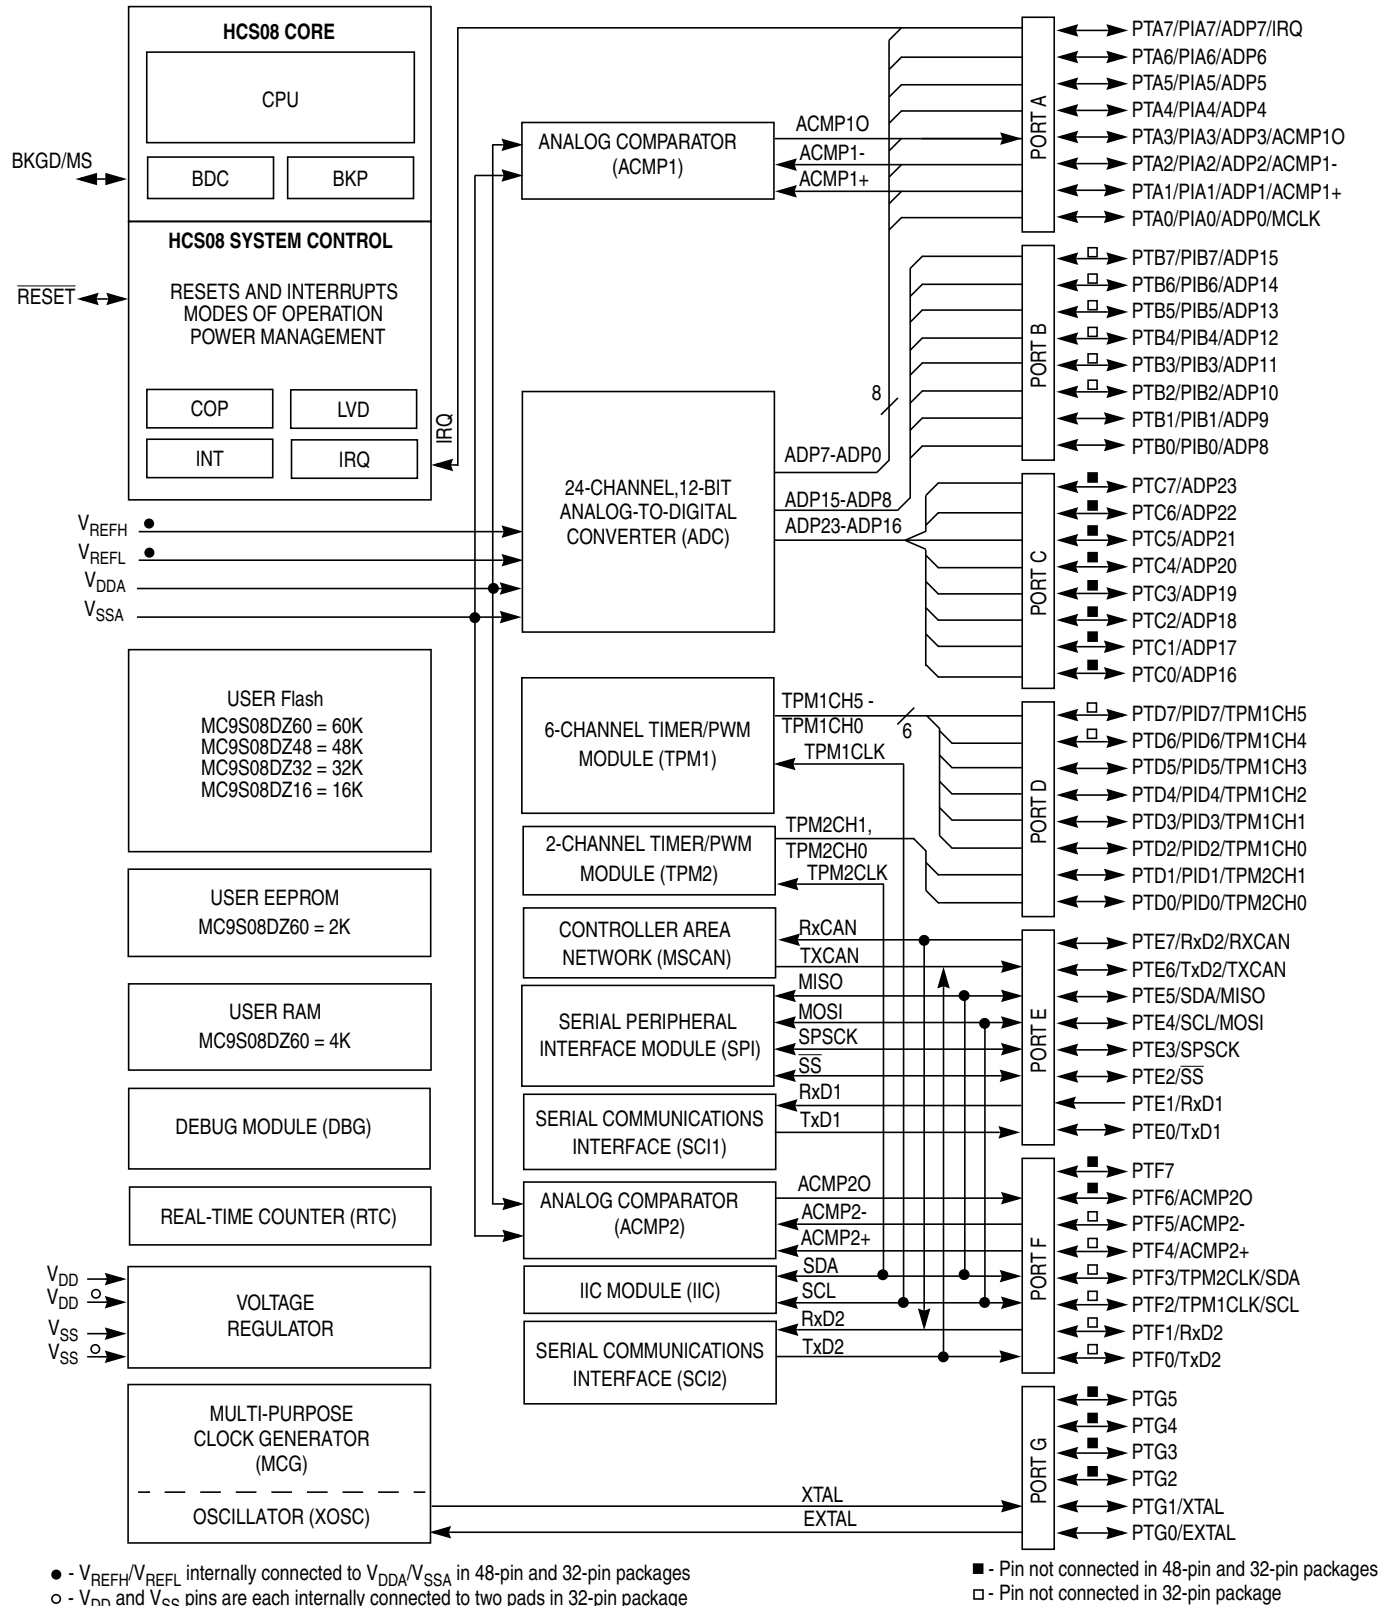 HCS08 CORE
CPU
BDC
BKP
BKGD/MS
HCS08 SYSTEM CONTROL
RESETS AND INTERRUPTS
MODES OF OPERATION
POWER MANAGEMENT
RESET
COP
LVD
INT
IRQ
IRQ
VREFH
VREFL
VDDA
VSSA
USER Flash
MC9S08DZ60 = 60K
MC9S08DZ48 = 48K
MC9S08DZ32 = 32K
MC9S08DZ16 = 16K
USER EEPROM
MC9S08DZ60 = 2K
USER RAM
MC9S08DZ60 = 4K
DEBUG MODULE (DBG)
REAL-TIME COUNTER (RTC)
VDD
VDD
VSS
VSS
VOLTAGE
REGULATOR
MULTI-PURPOSE
CLOCK GENERATOR
(MCG)
OSCILLATOR (XOSC)
ANALOG COMPARATOR
(ACMP1)
ACMP1O
ACMP1-
ACMP1+
24-CHANNEL,12-BIT
ANALOG-TO-DIGITAL
CONVERTER (ADC)
8
ADP7-ADP0
ADP15-ADP8
ADP23-ADP16
6-CHANNEL TIMER/PWM
MODULE (TPM1)
TPM1CH5 -
TPM1CH0
6
TPM1CLK
2-CHANNEL TIMER/PWM
MODULE (TPM2)
TPM2CH1,
TPM2CH0
TPM2CLK
CONTROLLER AREA
NETWORK (MSCAN)
RxCAN
TXCAN
SERIAL PERIPHERAL
INTERFACE MODULE (SPI)
MISO
MOSI
SPSCK
SS
SERIAL COMMUNICATIONS
INTERFACE (SCI1)
RxD1
TxD1
ANALOG COMPARATOR
(ACMP2)
ACMP2O
ACMP2-
ACMP2+
IIC MODULE (IIC)
SDA
SCL
SERIAL COMMUNICATIONS
INTERFACE (SCI2)
RxD2
TxD2
XTAL
EXTAL
PORT A
PTA7/PIA7/ADP7/IRQ
PTA6/PIA6/ADP6
PTA5/PIA5/ADP5
PTA4/PIA4/ADP4
PTA3/PIA3/ADP3/ACMP1O
PTA2/PIA2/ADP2/ACMP1-
PTA1/PIA1/ADP1/ACMP1+
PTA0/PIA0/ADP0/MCLK
PORT B
PTB7/PIB7/ADP15
PTB6/PIB6/ADP14
PTB5/PIB5/ADP13
PTB4/PIB4/ADP12
PTB3/PIB3/ADP11
PTB2/PIB2/ADP10
PTB1/PIB1/ADP9
PTB0/PIB0/ADP8
PORT C
PTC7/ADP23
PTC6/ADP22
PTC5/ADP21
PTC4/ADP20
PTC3/ADP19
PTC2/ADP18
PTC1/ADP17
PTC0/ADP16
PORT D
PTD7/PID7/TPM1CH5
PTD6/PID6/TPM1CH4
PTD5/PID5/TPM1CH3
PTD4/PID4/TPM1CH2
PTD3/PID3/TPM1CH1
PTD2/PID2/TPM1CH0
PTD1/PID1/TPM2CH1
PTD0/PID0/TPM2CH0
PORT E
PTE7/RxD2/RXCAN
PTE6/TxD2/TXCAN
PTE5/SDA/MISO
PTE4/SCL/MOSI
PTE3/SPSCK
PTE2/SS
PTE1/RxD1
PTE0/TxD1
PORT F
PTF7
PTF6/ACMP2O
PTF5/ACMP2-
PTF4/ACMP2+
PTF3/TPM2CLK/SDA
PTF2/TPM1CLK/SCL
PTF1/RxD2
PTF0/TxD2
PORT G
PTG5
PTG4
PTG3
PTG2
PTG1/XTAL
PTG0/EXTAL
● - VREFH/VREFL internally connected to VDDA/VSSA in 48-pin and 32-pin packages
○ - VDD and VSS pins are each internally connected to two pads in 32-pin package
■ - Pin not connected in 48-pin and 32-pin packages
□ - Pin not connected in 32-pin package